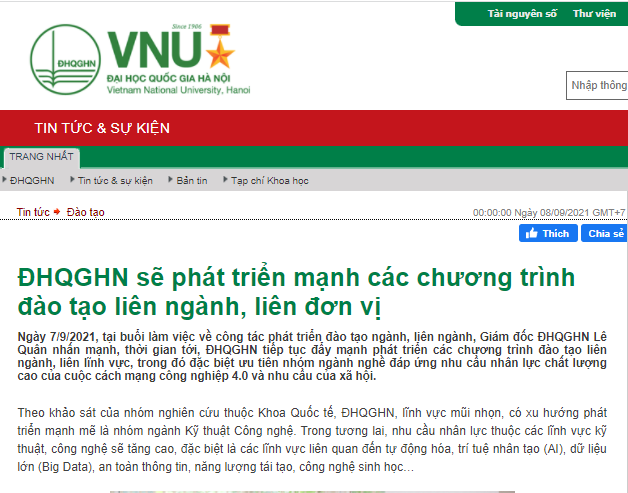 Tài nguyên số Thư viện
Since 1906
VNU
ĐHQGHN
ĐẠI HỌC QUỐC GIA HÀ NỘI
Vietnam National University, Hanoi
Nhập thông
TIN TỨC & SỰ KIỆN
TRANG NHẤT
ĐHQGHN Tin tức & sự kiện Bản tin Tạp chí Khoa học
Tin tức Đào tạo 00:00:00 Ngày 08/09/2021 GMT+7
Thích Chia sẻ
ĐHQGHN sẽ phát triển mạnh các chương trình
đào tạo liên ngành, liên đơn vị
Ngày 7/9/2021, tại buổi làm việc về công tác phát triển đào tạo ngành, liên ngành, Giám đốc ĐHQGHN Lê
Quân nhấn mạnh, thời gian tới, ĐHQGHN tiếp tục đẩy mạnh phát triển các chương trình đào tạo liên
ngành, liên lĩnh vực, trong đó đặc biệt ưu tiên nhóm ngành nghề đáp ứng nhu cầu nhân lực chất lượng
cao của cuộc cách mạng công nghiệp 4.0 và nhu cầu của xã hội.
Theo khảo sát của nhóm nghiên cứu thuộc Khoa Quốc tế, ĐHQGHN, lĩnh vực mũi nhọn, có xu hướng phát
triển mạnh mẽ là nhóm ngành Kỹ thuật Công nghệ. Trong tương lai, nhu cầu nhân lực thuộc các lĩnh vực kỹ
thuật, công nghệ sẽ tăng cao, đặc biệt là các lĩnh vực liên quan đến tự động hóa, trí tuệ nhân tạo (AI), dữ liệu
lớn (Big Data), an toàn thông tin, năng lượng tái tạo, công nghệ sinh học…